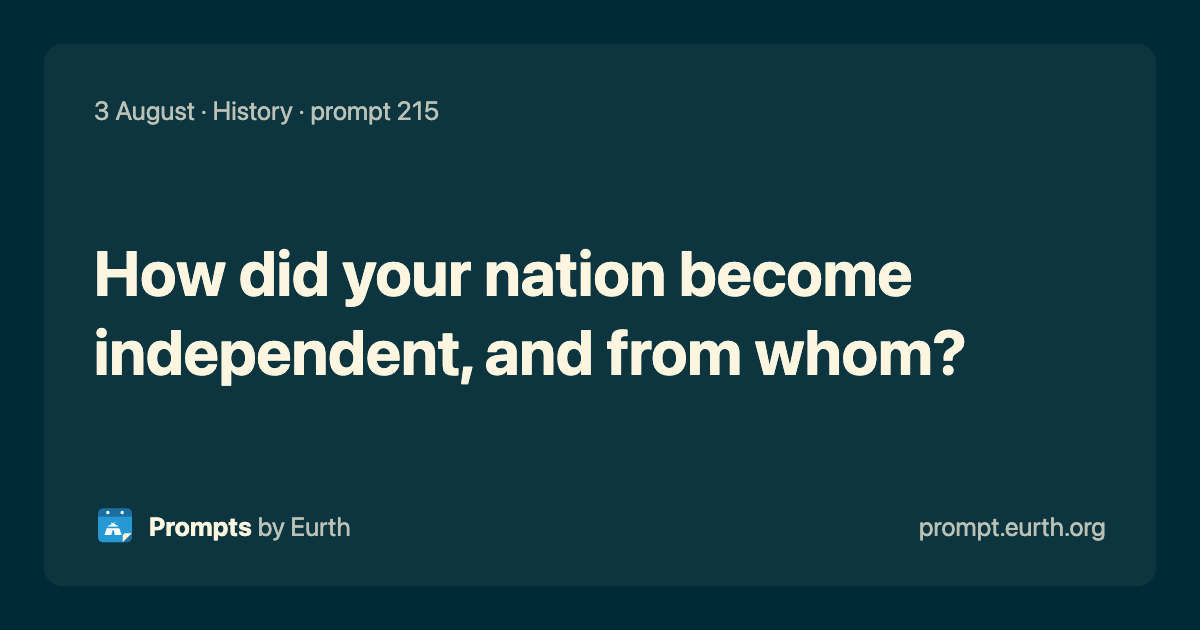 3 August · History · prompt 215
How did your nation become
independent, and from whom?
Prompts by Eurth
prompt.eurth.org